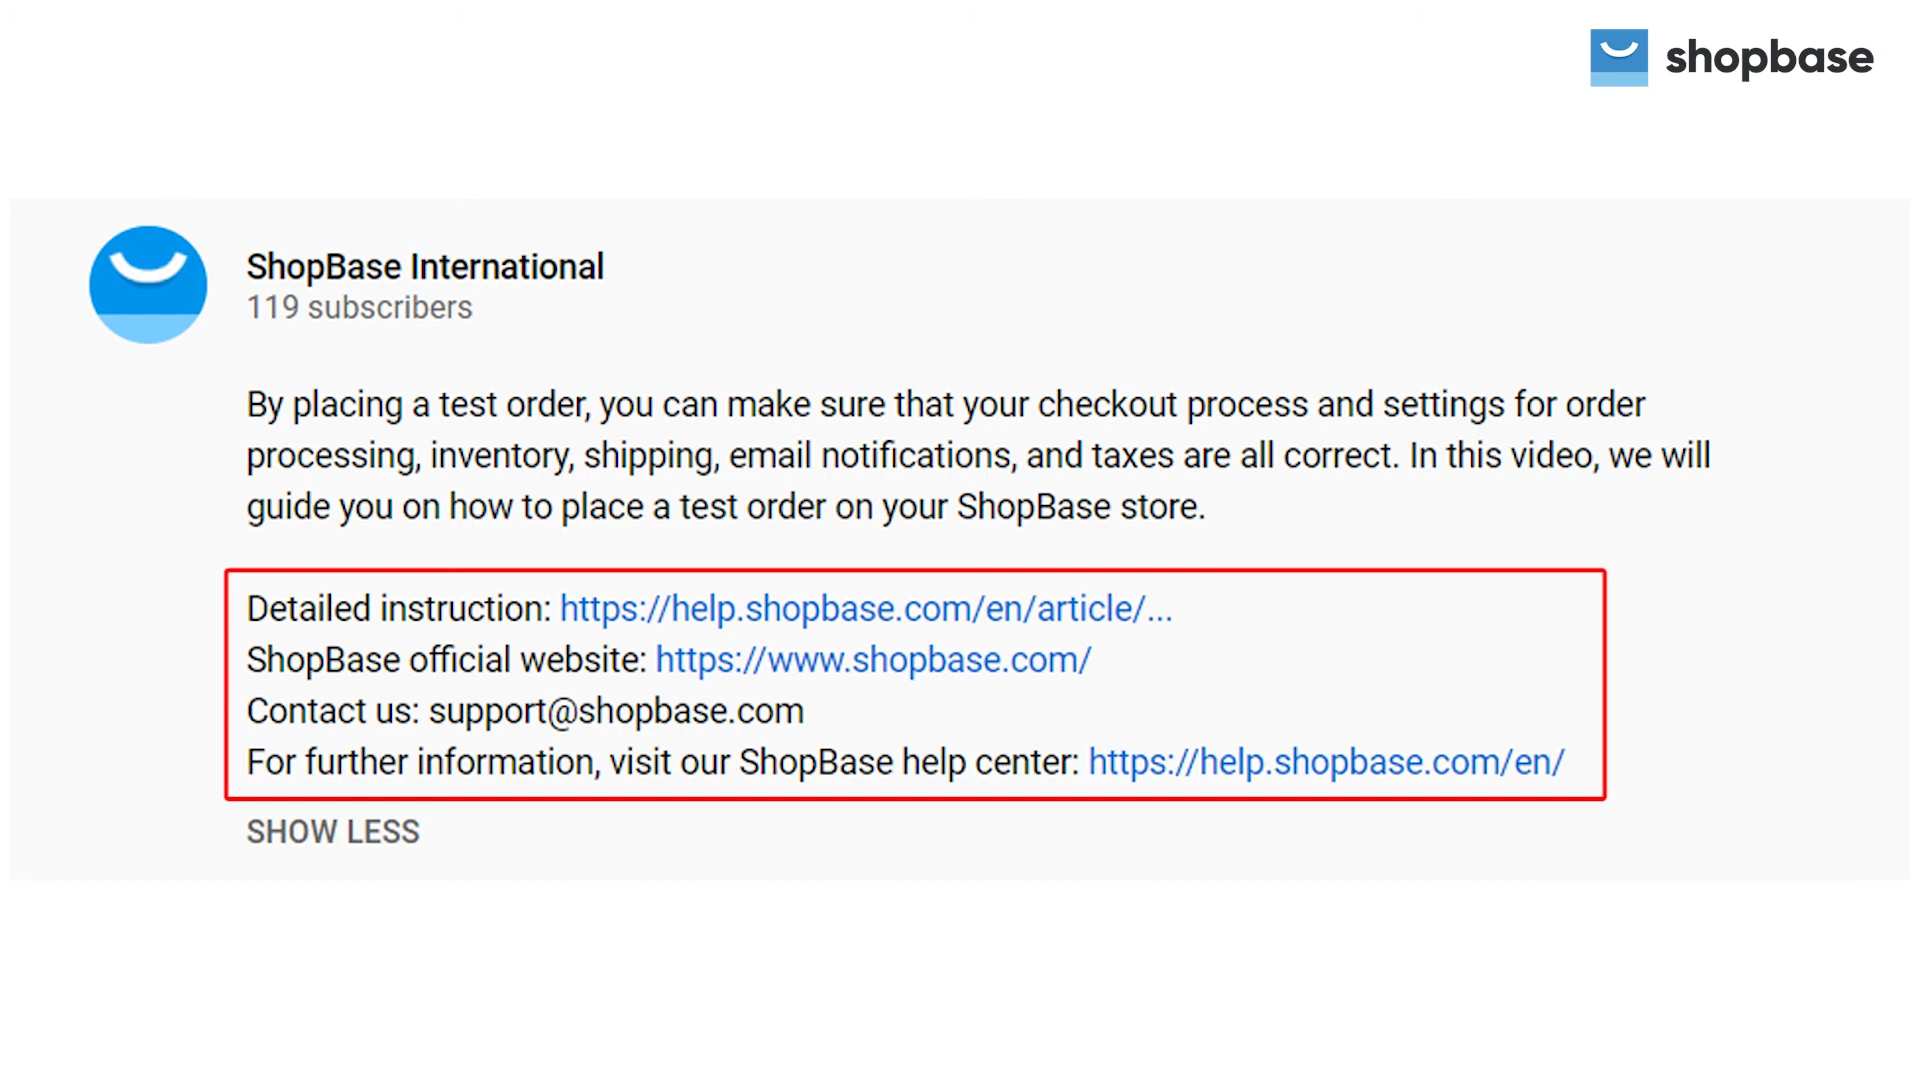 shopbase
ShopBase International
119 subscribers
By placing a test order, you can make sure that your checkout process and settings for order
processing, inventory, shipping, email notifications, and taxes are all correct. In this video, we will
guide you on how to place a test order on your ShopBase store.
Detailed instruction: https://help.shopbase.com/en/article/...
ShopBase official website: https://www.shopbase.com/
Contact us: support@shopbase.com
For further information, visit our ShopBase help center: https://help.shopbase.com/en/
SHOW LESS